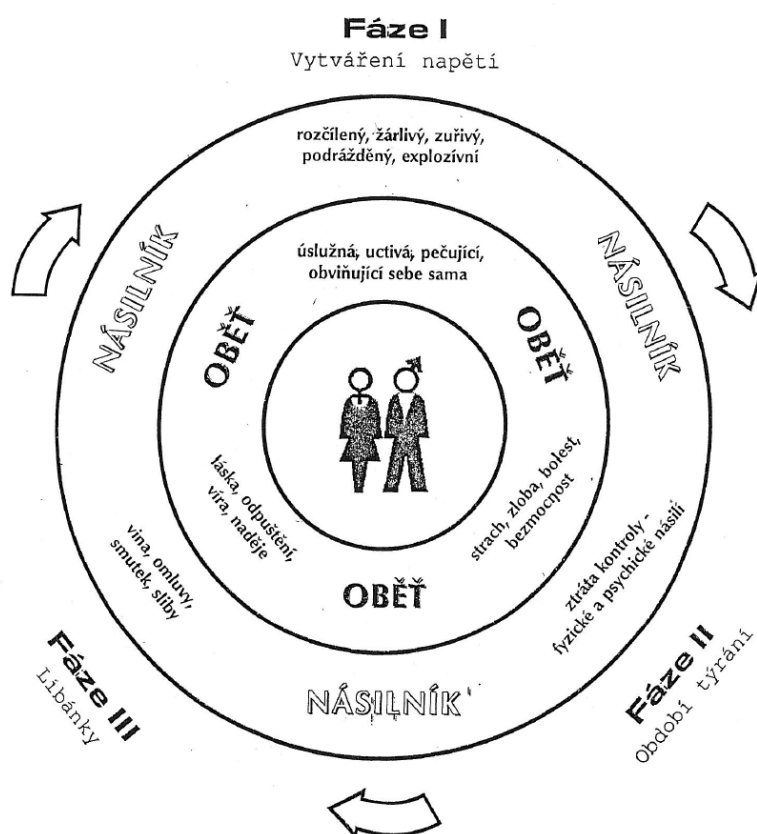 Fáze I
Vytváření napětí
rozčílený, žárlivý, zuřivý,
podrážděný, explozívní
NÁSILNÍK
NÁSILNÍK
úslužná, uctivá, pečující,
obviňující sebe sama
OBĚŤ
OBĚŤ
láska, odpuštění,
víra, naděje
strach, zloba, bolest,
bezmocnost
vina, omluvy,
smutek, sliby
ztráta kontroly -
fyzické a psychické násilí
OBĚŤ
NÁSILNÍK
Fáze III
Líbánky
Fáze II
Období týrání